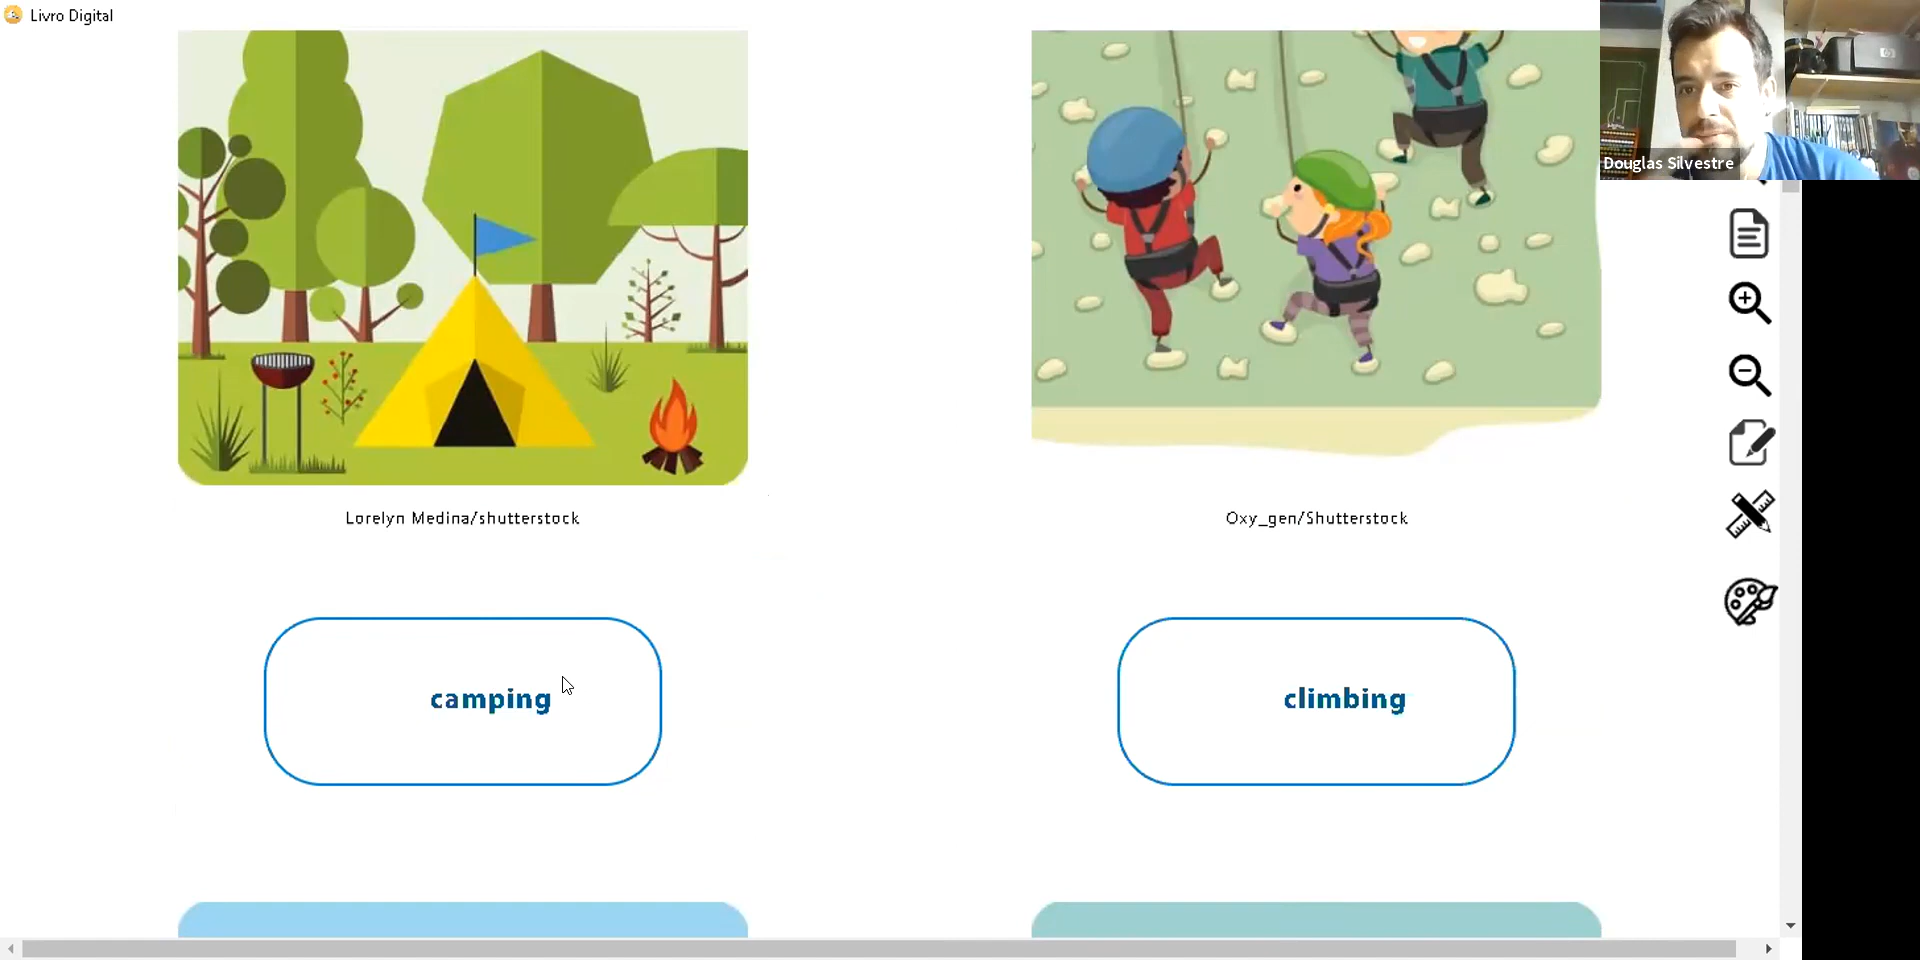 Livro Digital
Douglas Silvestre
Lorelyn Medina/shutterstock
Oxy_gen/Shutterstock
camping
climbing